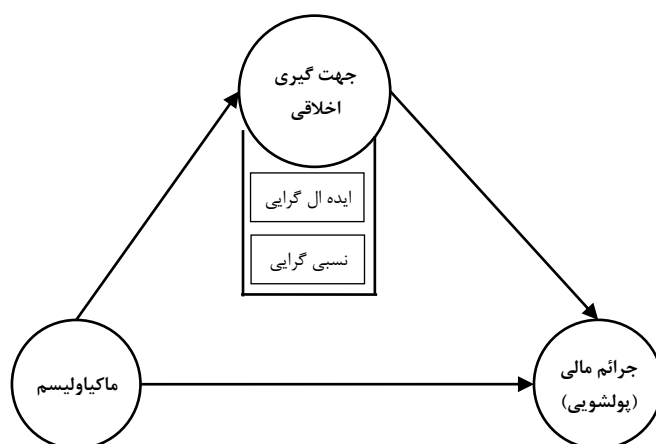 جهت گیری
اخلاقی
ایده ال گرایی
نسبی گرایی
جرائم مالی
(پولشویی)
ماکیاولیسم